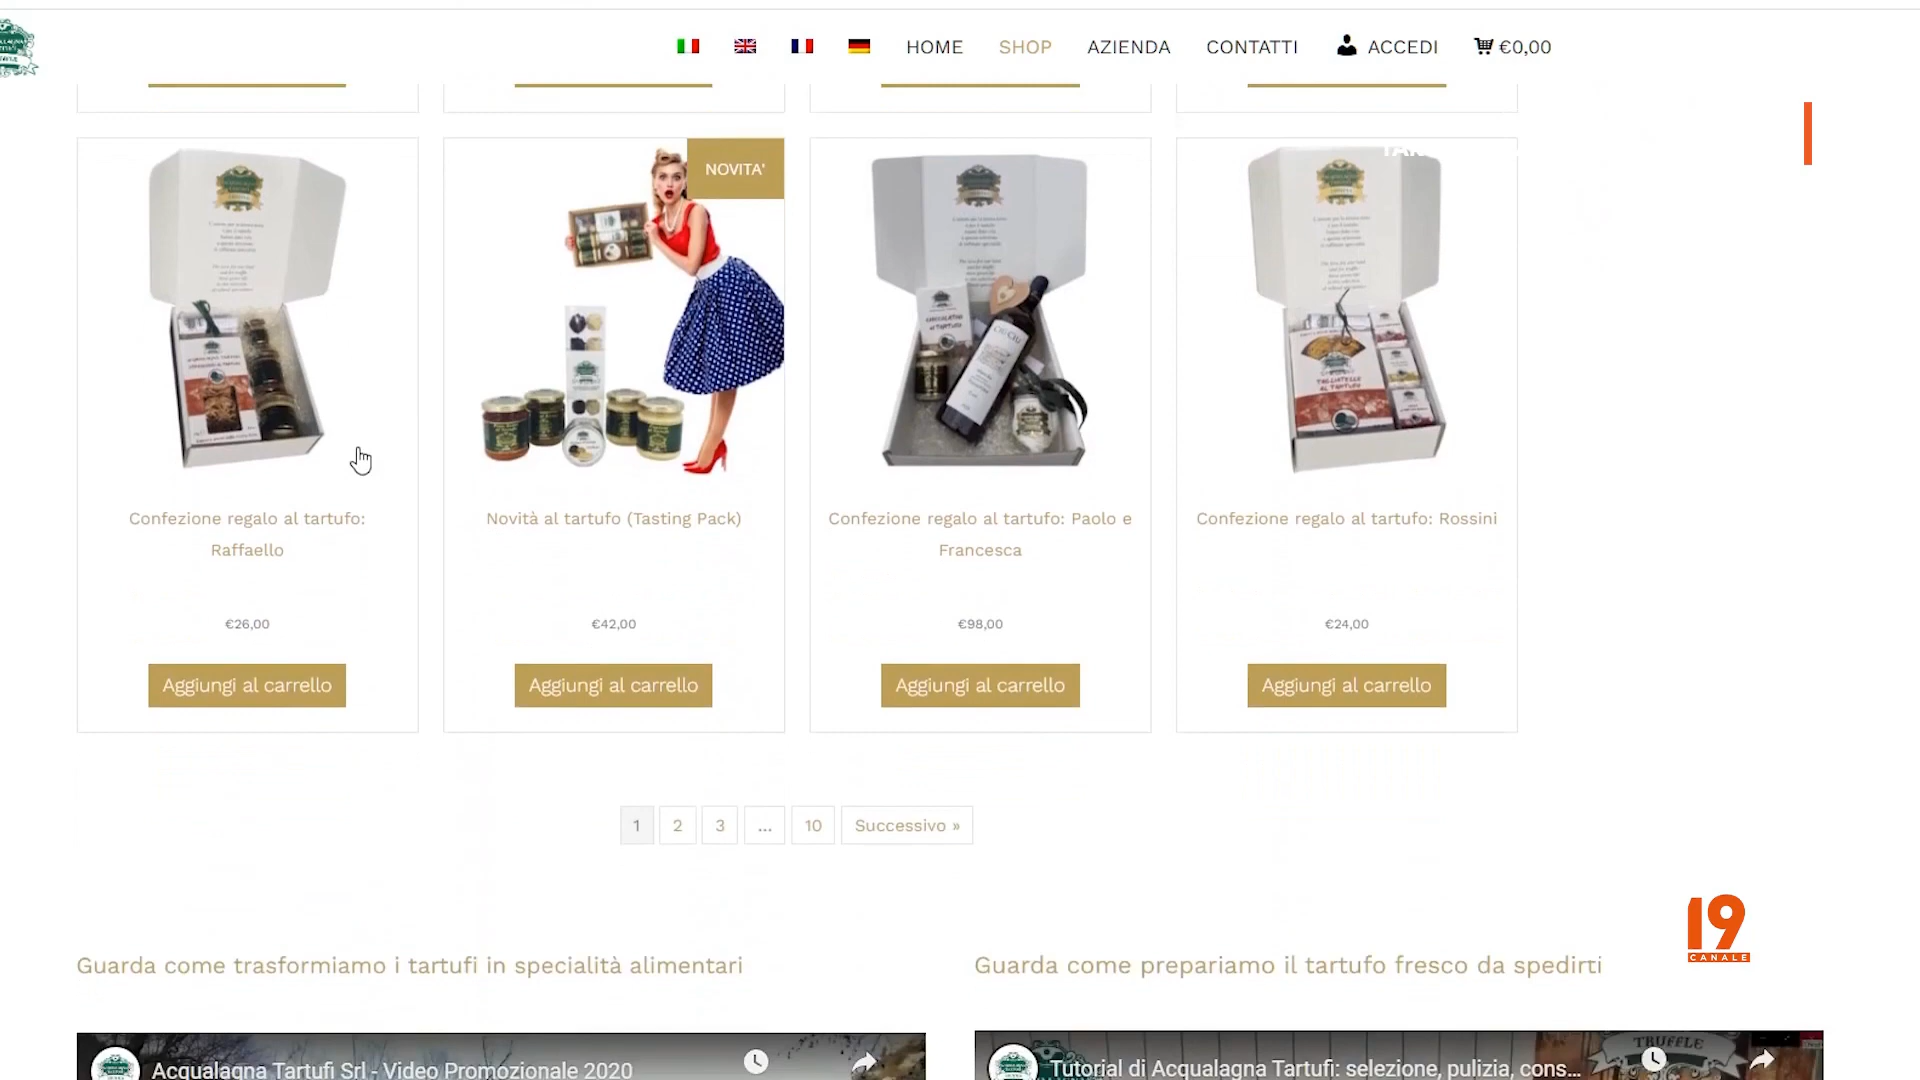 HOME SHOP AZIENDA CONTATTI ACCEDI €0,00
NOVITA'
Confezione regalo al tartufo:
Raffaello
Novità al tartufo (Tasting Pack)
Confezione regalo al tartufo: Paolo e
Francesca
Confezione regalo al tartufo: Rossini
€26,00
€42,00
€98,00
€24,00
Aggiungi al carrello
Aggiungi al carrello
Aggiungi al carrello
Aggiungi al carrello
1 2 3 ... 10 Successivo »
19
CANALE
Guarda come trasformiamo i tartufi in specialità alimentari
Guarda come prepariamo il tartufo fresco da spedirti
Acqualagna Tartufi Srl - Video Promozionale 2020
Tutorial di Acqualagna Tartufi: selezione, pulizia, cons...
TRUFFLE